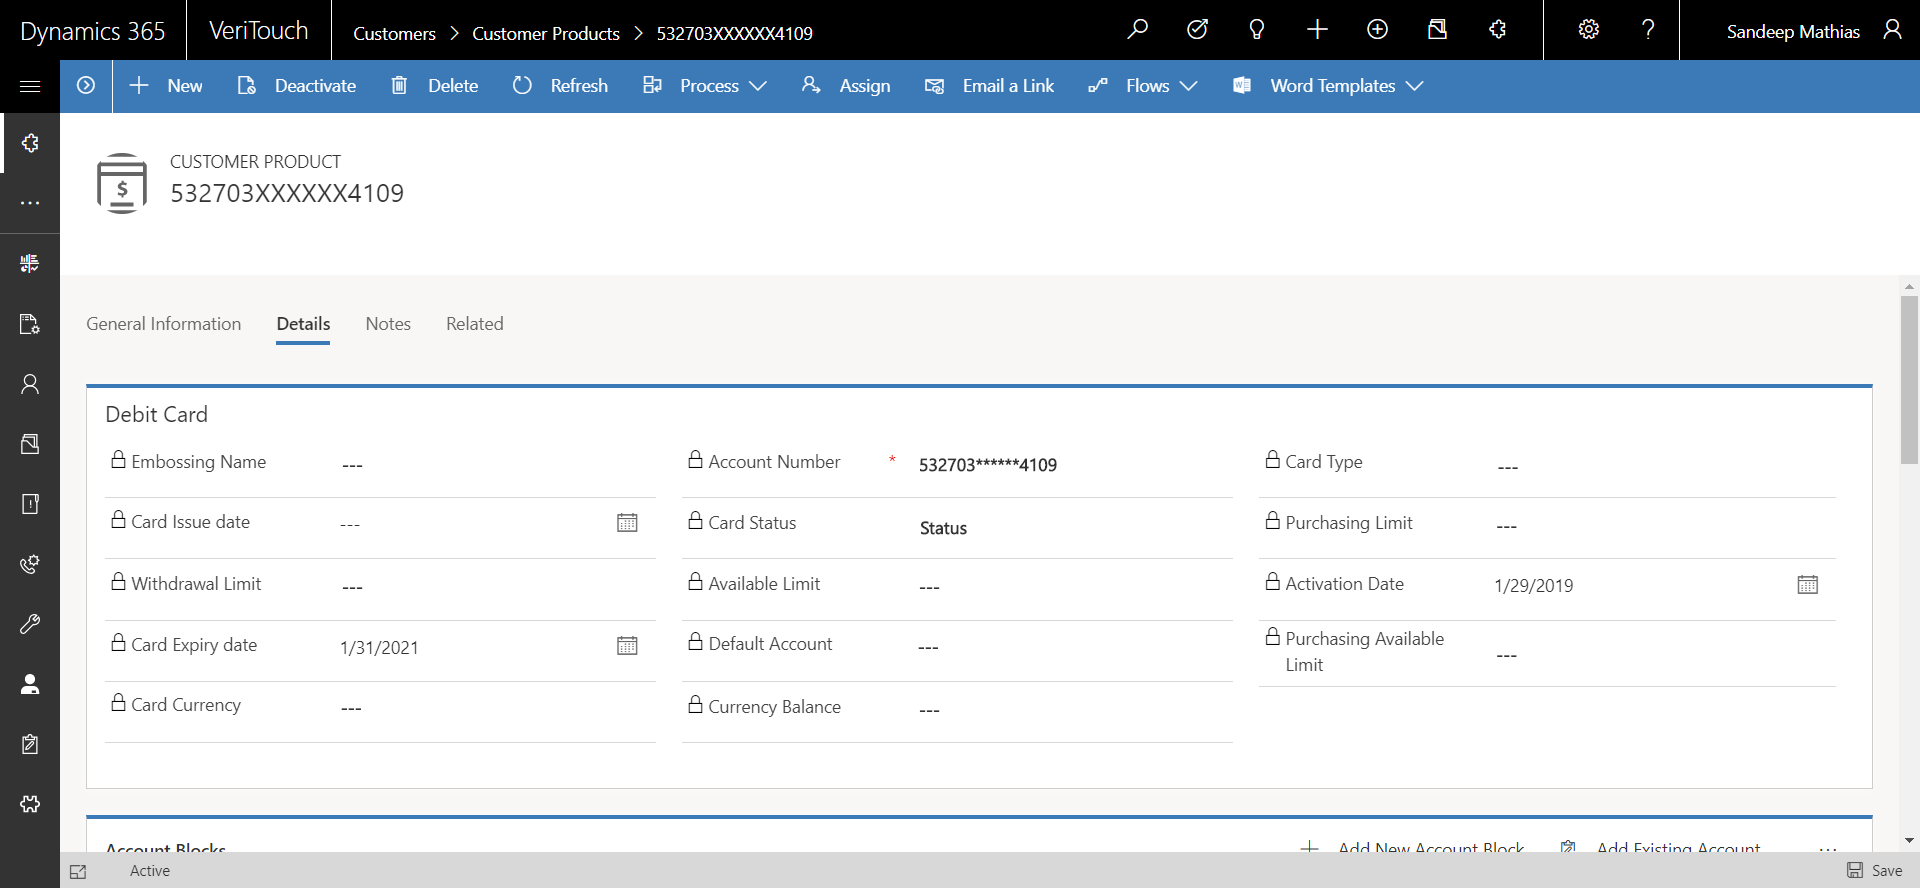 Dynamics 365
VeriTouch
Customers > Customer Products > 532703XXXXXX4109
?
Sandeep Mathias
New
Deactivate
Delete
Refresh
Process
Assign
Email a Link
Flows
Word Templates
CUSTOMER PRODUCT
532703XXXXXX4109
General Information
Details
Notes
Related
Debit Card
Embossing Name ---
Account Number * 532703******4109
Card Type ---
Card Issue date ---
Card Status Status
Purchasing Limit ---
Withdrawal Limit ---
Available Limit ---
Activation Date 1/29/2019
Card Expiry date 1/31/2021
Default Account ---
Purchasing Available
Limit ---
Card Currency ---
Currency Balance ---
Account Blocks
Add New Account Block
Add Existing Account
Active
Save